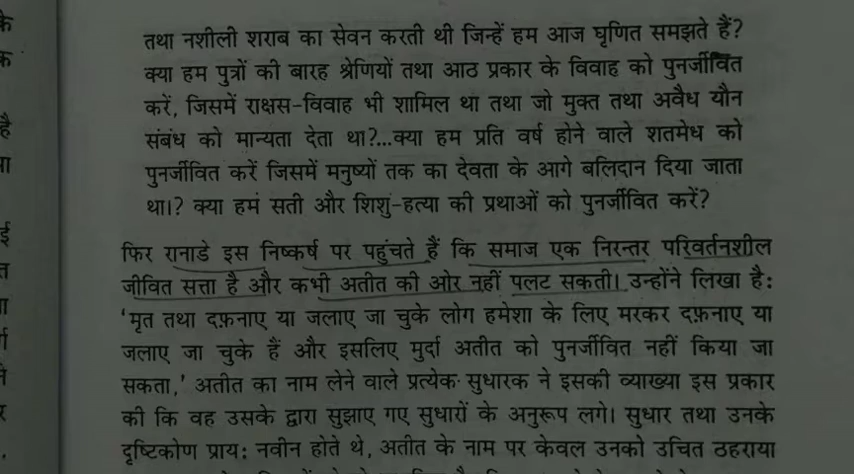 तथा नशीली शराब का सेवन करती थी जिन्हें हम आज घृणित समझते हैं?
क्या हम पुत्रों की बारह श्रेणियों तथा आठ प्रकार के विवाह को पुनर्जीवित
करें, जिसमें राक्षस-विवाह भी शामिल था तथा जो मुक्त तथा अवैध यौन
संबंध को मान्यता देता था?...क्या हम प्रति वर्ष होने वाले शतमेध को
पुनर्जीवित करें जिसमें मनुष्यों तक का देवता के आगे बलिदान दिया जाता
था।? क्या हम सती और शिशु-हत्या की प्रथाओं को पुनर्जीवित करें?
फिर रानाडे इस निष्कर्ष पर पहुंचते हैं कि समाज एक निरन्तर परिवर्तनशील
जीवित सत्ता है और कभी अतीत की ओर नहीं पलट सकती। उन्होंने लिखा है:
'मृत तथा दफ़नाए या जलाए जा चुके लोग हमेशा के लिए मरकर दफ़नाए या
जलाए जा चुके हैं और इसलिए मुर्दा अतीत को पुनर्जीवित नहीं किया जा
सकता,' अतीत का नाम लेने वाले प्रत्येक सुधारक ने इसकी व्याख्या इस प्रकार
की कि वह उसके द्वारा सुझाए गए सुधारों के अनुरूप लगे। सुधार तथा उनके
दृष्टिकोण प्राय: नवीन होते थे, अतीत के नाम पर केवल उनको उचित ठहराया